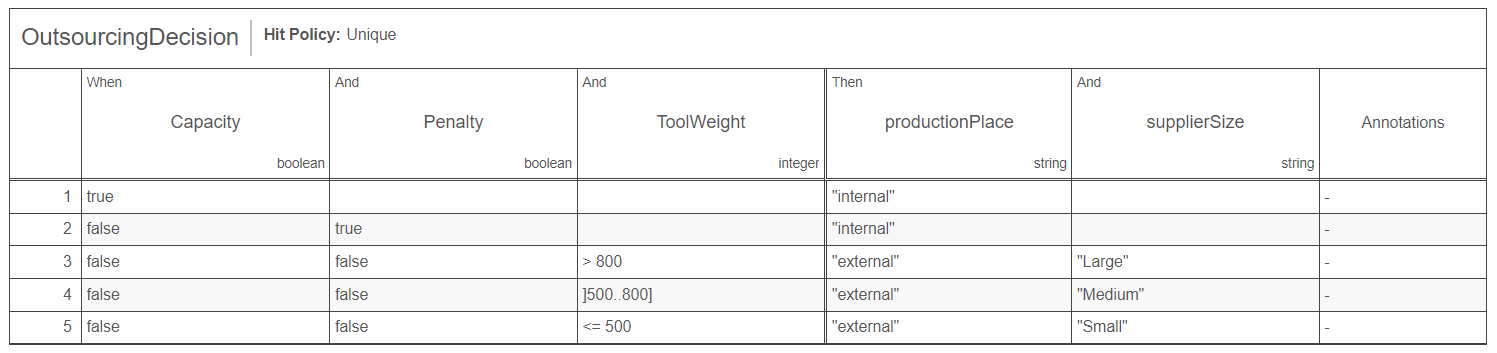 OutsourcingDecision Hit Policy: Unique
When And And Then And
Capacity Penalty ToolWeight productionPlace supplierSize Annotations
boolean boolean integer string string
1 true "internal" -
2 false true "internal" -
3 false false > 800 "external" "Large" -
4 false false ]500..800] "external" "Medium" -
5 false false <= 500 "external" "Small" -